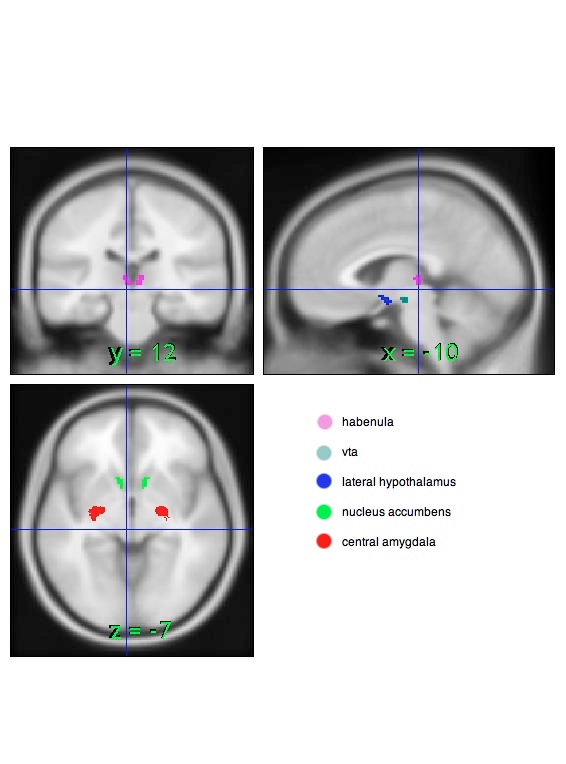 y = 12
x = -10
z = -7
habenula
vta
lateral hypothalamus
nucleus accumbens
central amygdala